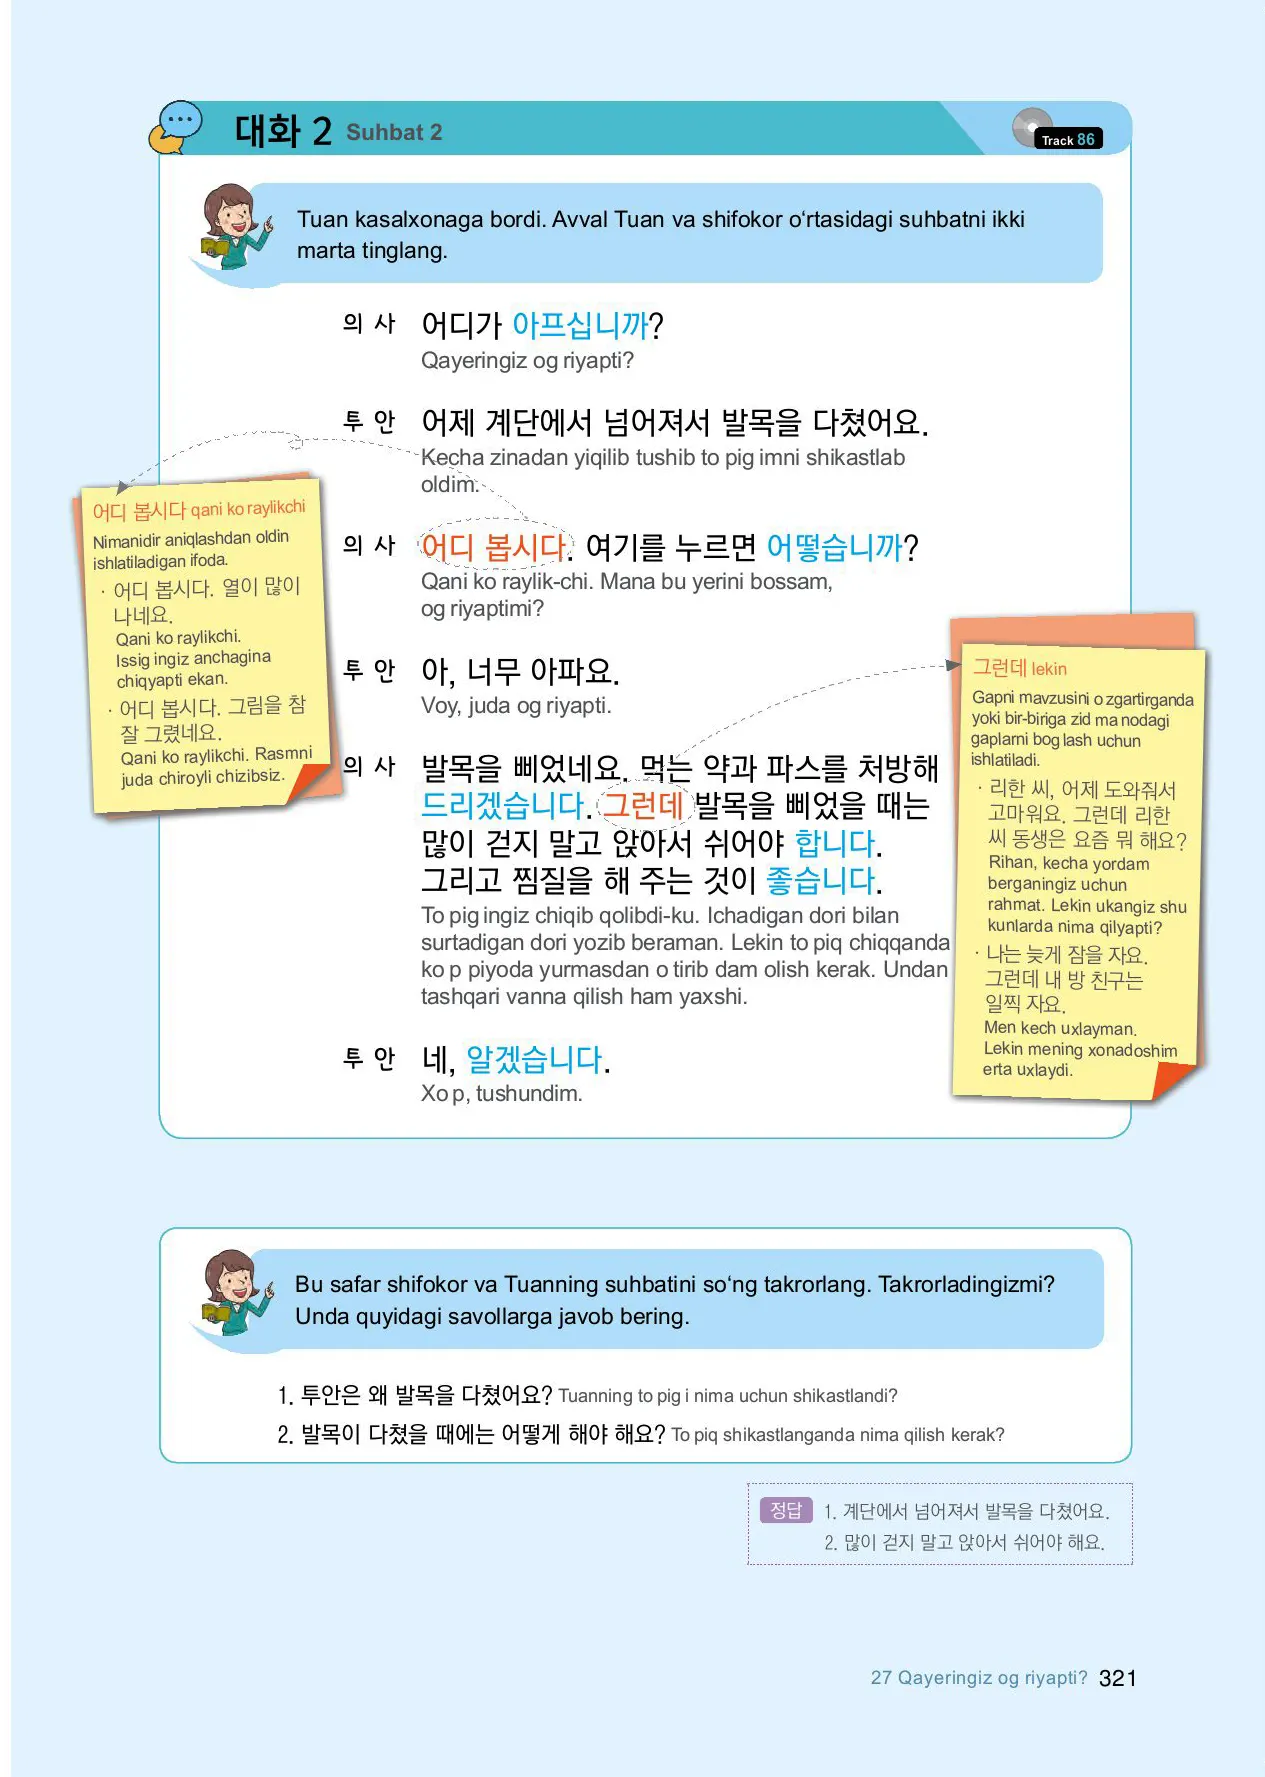 대화 2 Suhbat 2
Track 86
Tuan kasalxonaga bordi. Avval Tuan va shifokor o‘rtasidagi suhbatni ikki
marta tinglang.
의 사 어디가 아프십니까?
Qayeringiz og riyapti?
투 안 어제 계단에서 넘어져서 발목을 다쳤어요.
Kecha zinadan yiqilib tushib to pig imni shikastlab
oldim.
의 사 어디 봅시다. 여기를 누르면 어떻습니까?
Qani ko raylik-chi. Mana bu yerini bossam,
og riyaptimi?
투 안 아, 너무 아파요.
Voy, juda og riyapti.
의 사 발목을 삐었네요. 먹는 약과 파스를 처방해
드리겠습니다. 그런데 발목을 삐었을 때는
많이 걷지 말고 앉아서 쉬어야 합니다.
그리고 찜질을 해 주는 것이 좋습니다.
To pig ingiz chiqib qolibdi-ku. Ichadigan dori bilan
surtadigan dori yozib beraman. Lekin to piq chiqqanda
ko p piyoda yurmasdan o tirib dam olish kerak. Undan
tashqari vanna qilish ham yaxshi.
투 안 네, 알겠습니다.
Xo p, tushundim.
어디 봅시다 qani ko raylikchi
Nimanidir aniqlashdan oldin
ishlatiladigan ifoda.
· 어디 봅시다. 열이 많이
나네요.
Qani ko raylikchi.
Issig ingiz anchagina
chiqyapti ekan.
· 어디 봅시다. 그림을 참
잘 그렸네요.
Qani ko raylikchi. Rasmni
juda chiroyli chizibsiz.
그런데 lekin
Gapni mavzusini o zgartirganda
yoki bir-biriga zid ma nodagi
gaplarni bog lash uchun
ishlatiladi.
· 리한 씨, 어제 도와줘서
고마워요. 그런데 리한
씨 동생은 요즘 뭐 해요?
Rihan, kecha yordam
berganingiz uchun
rahmat. Lekin ukangiz shu
kunlarda nima qilyapti?
· 나는 늦게 잠을 자요.
그런데 내 방 친구는
일찍 자요.
Men kech uxlayman.
Lekin mening xonadoshim
erta uxlaydi.
Bu safar shifokor va Tuanning suhbatini so‘ng takrorlang. Takrorladingizmi?
Unda quyidagi savollarga javob bering.
1. 투안은 왜 발목을 다쳤어요? Tuanning to pig i nima uchun shikastlandi?
2. 발목이 다쳤을 때에는 어떻게 해야 해요? To piq shikastlanganda nima qilish kerak?
정답 1. 계단에서 넘어져서 발목을 다쳤어요.
2. 많이 걷지 말고 앉아서 쉬어야 해요.
27 Qayeringiz og riyapti? 321